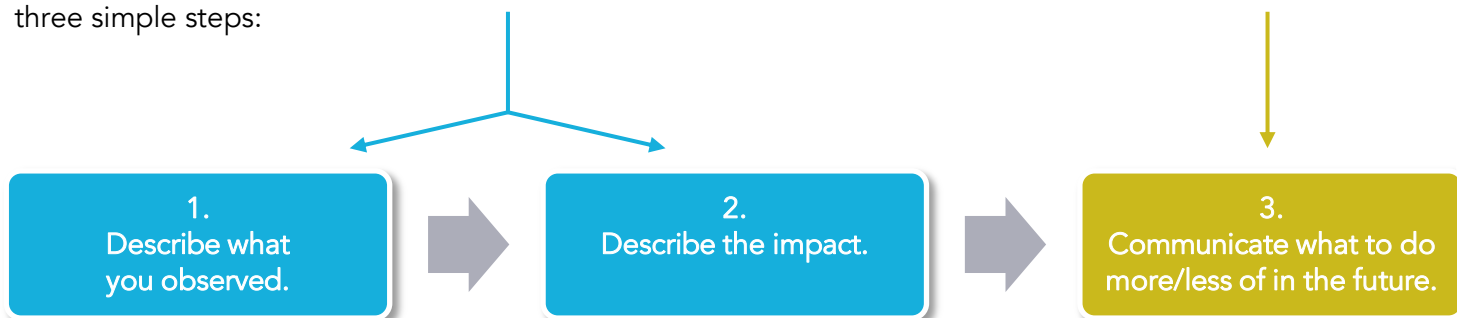 three simple steps:
1.
Describe what
you observed.
2.
Describe the impact.
3.
Communicate what to do
more/less of in the future.